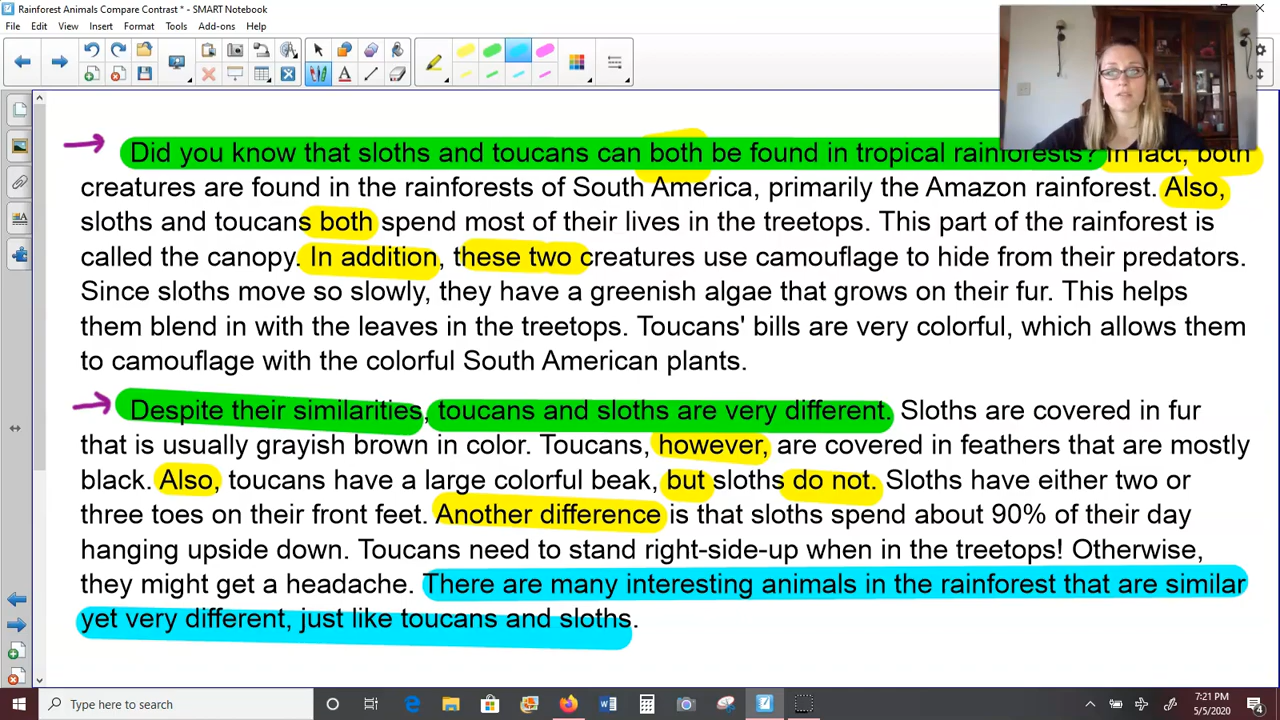 Rainforest Animals Compare Contrast * - SMART Notebook
File Edit View Insert Format Tools Add-ons Help
Did you know that sloths and toucans can both be found in tropical rainforests? In fact, both
creatures are found in the rainforests of South America, primarily the Amazon rainforest. Also,
sloths and toucans both spend most of their lives in the treetops. This part of the rainforest is
called the canopy. In addition, these two creatures use camouflage to hide from their predators.
Since sloths move so slowly, they have a greenish algae that grows on their fur. This helps
them blend in with the leaves in the treetops. Toucans' bills are very colorful, which allows them
to camouflage with the colorful South American plants.
Despite their similarities, toucans and sloths are very different. Sloths are covered in fur
that is usually grayish brown in color. Toucans, however, are covered in feathers that are mostly
black. Also, toucans have a large colorful beak, but sloths do not. Sloths have either two or
three toes on their front feet. Another difference is that sloths spend about 90% of their day
hanging upside down. Toucans need to stand right-side-up when in the treetops! Otherwise,
they might get a headache. There are many interesting animals in the rainforest that are similar
yet very different, just like toucans and sloths.
Type here to search
7:21 PM
5/5/2020
4